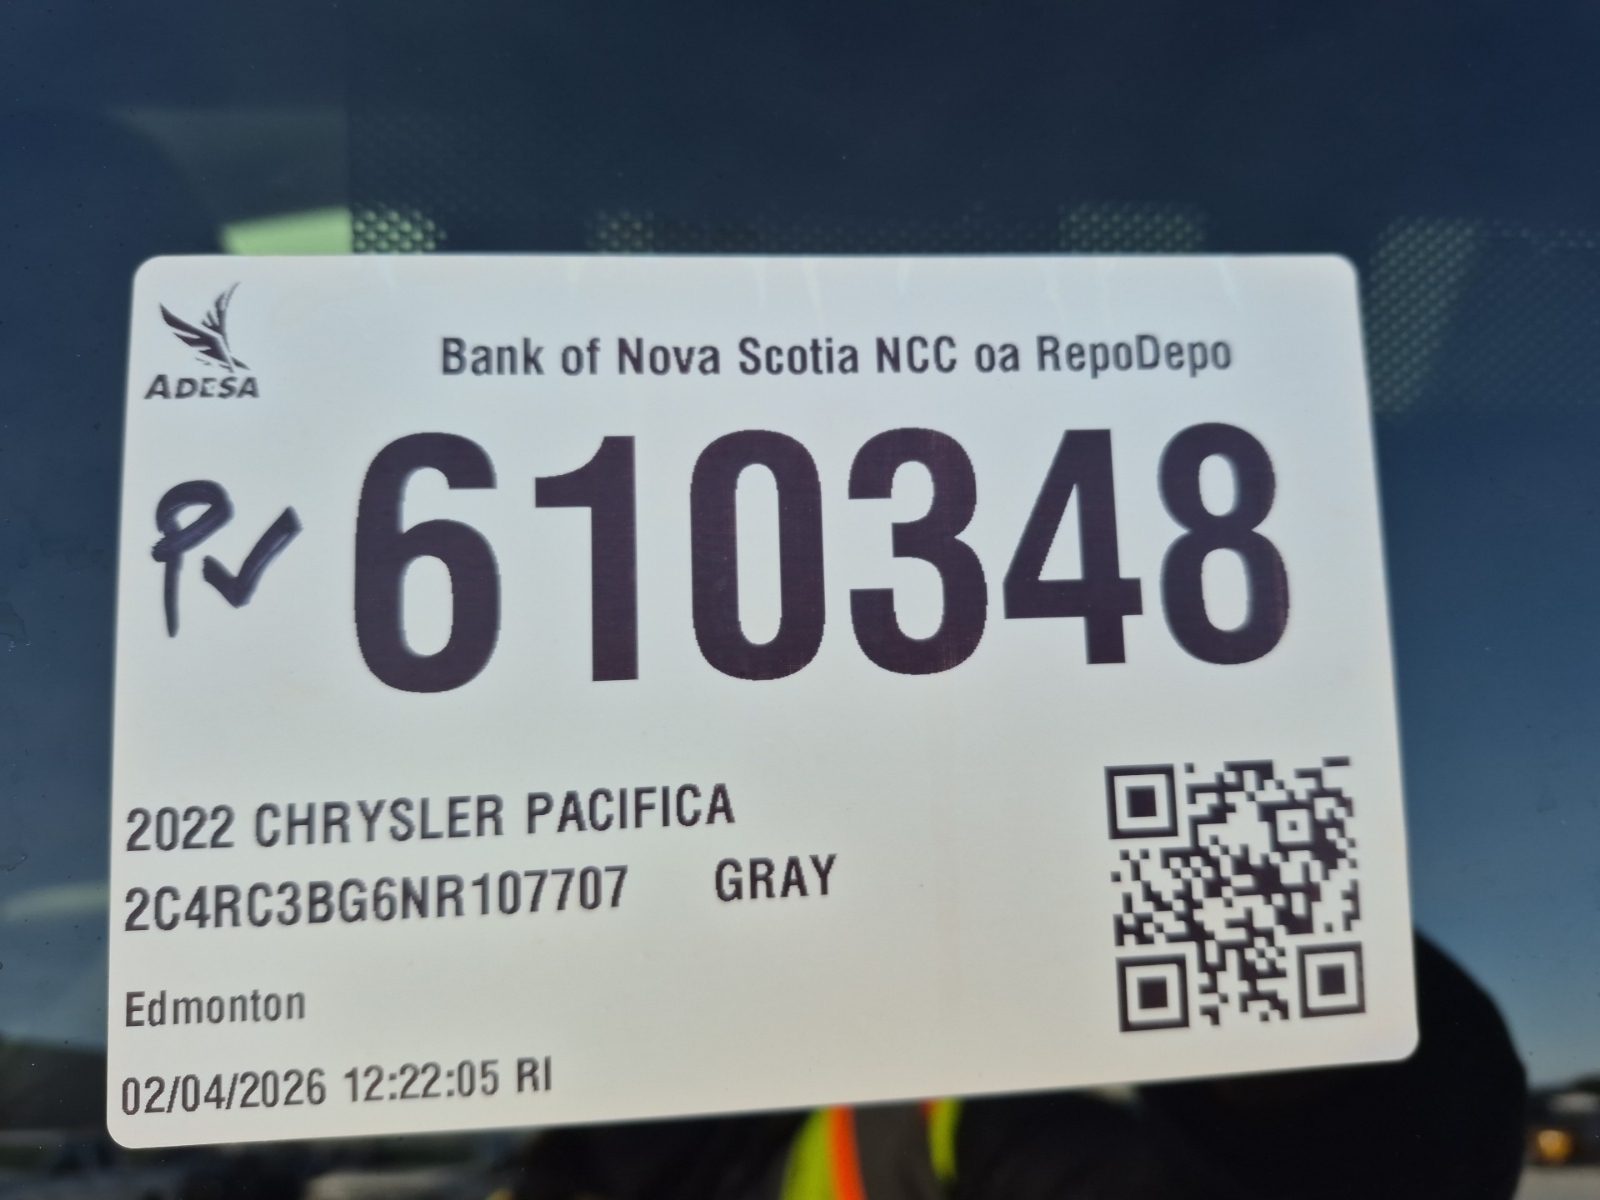 ADESA
Bank of Nova Scotia NCC oa RepoDepo
P✓ 610348
2022 CHRYSLER PACIFICA
2C4RC3BG6NR107707 GRAY
Edmonton
02/04/2026 12:22:05 RI